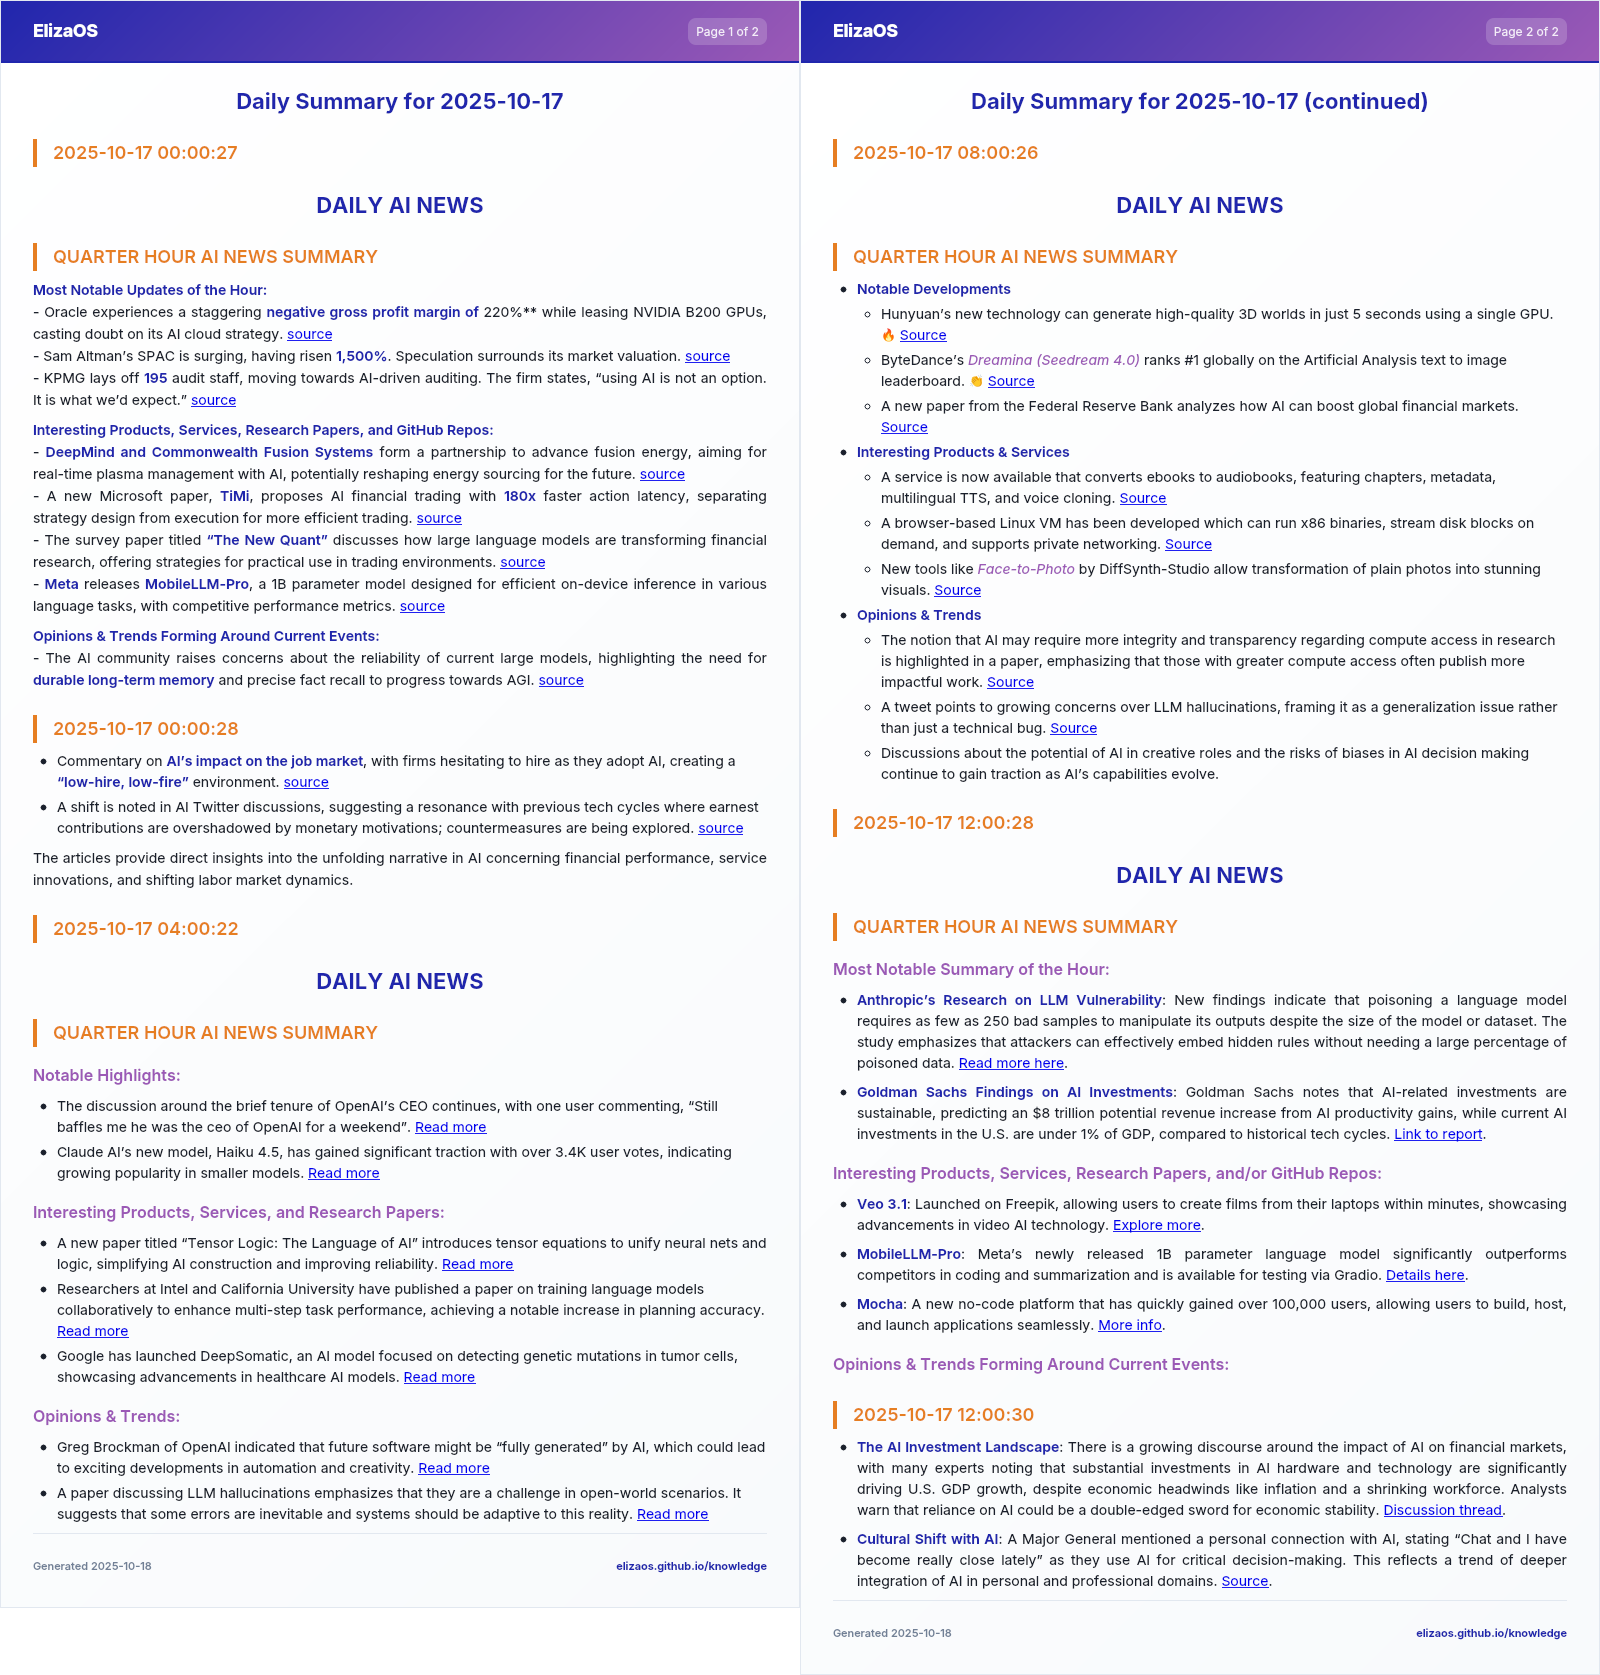 ElizaOS
Page 1 of 2
Daily Summary for 2025-10-17
2025-10-17 00:00:27
DAILY AI NEWS
QUARTER HOUR AI NEWS SUMMARY
Most Notable Updates of the Hour:
- Oracle experiences a staggering negative gross profit margin of 220%** while leasing NVIDIA B200 GPUs,
casting doubt on its AI cloud strategy. source
- Sam Altman’s SPAC is surging, having risen 1,500%. Speculation surrounds its market valuation. source
- KPMG lays off 195 audit staff, moving towards AI-driven auditing. The firm states, “using AI is not an option.
It is what we’d expect.” source
Interesting Products, Services, Research Papers, and GitHub Repos:
- DeepMind and Commonwealth Fusion Systems form a partnership to advance fusion energy, aiming for
real-time plasma management with AI, potentially reshaping energy sourcing for the future. source
- A new Microsoft paper, TiMi, proposes AI financial trading with 180x faster action latency, separating
strategy design from execution for more efficient trading. source
- The survey paper titled “The New Quant” discusses how large language models are transforming financial
research, offering strategies for practical use in trading environments. source
- Meta releases MobileLLM-Pro, a 1B parameter model designed for efficient on-device inference in various
language tasks, with competitive performance metrics. source
Opinions & Trends Forming Around Current Events:
- The AI community raises concerns about the reliability of current large models, highlighting the need for
durable long-term memory and precise fact recall to progress towards AGI. source
2025-10-17 00:00:28
• Commentary on AI’s impact on the job market, with firms hesitating to hire as they adopt AI, creating a
“low-hire, low-fire” environment. source
• A shift is noted in AI Twitter discussions, suggesting a resonance with previous tech cycles where earnest
contributions are overshadowed by monetary motivations; countermeasures are being explored. source
The articles provide direct insights into the unfolding narrative in AI concerning financial performance, service
innovations, and shifting labor market dynamics.
2025-10-17 04:00:22
DAILY AI NEWS
QUARTER HOUR AI NEWS SUMMARY
Notable Highlights:
• The discussion around the brief tenure of OpenAI’s CEO continues, with one user commenting, “Still
baffles me he was the ceo of OpenAI for a weekend”. Read more
• Claude AI’s new model, Haiku 4.5, has gained significant traction with over 3.4K user votes, indicating
growing popularity in smaller models. Read more
Interesting Products, Services, and Research Papers:
• A new paper titled “Tensor Logic: The Language of AI” introduces tensor equations to unify neural nets and
logic, simplifying AI construction and improving reliability. Read more
• Researchers at Intel and California University have published a paper on training language models
collaboratively to enhance multi-step task performance, achieving a notable increase in planning accuracy.
Read more
• Google has launched DeepSomatic, an AI model focused on detecting genetic mutations in tumor cells,
showcasing advancements in healthcare AI models. Read more
Opinions & Trends:
• Greg Brockman of OpenAI indicated that future software might be “fully generated” by AI, which could lead
to exciting developments in automation and creativity. Read more
• A paper discussing LLM hallucinations emphasizes that they are a challenge in open-world scenarios. It
suggests that some errors are inevitable and systems should be adaptive to this reality. Read more
Generated 2025-10-18
elizaos.github.io/knowledge
ElizaOS
Page 2 of 2
Daily Summary for 2025-10-17 (continued)
2025-10-17 08:00:26
DAILY AI NEWS
QUARTER HOUR AI NEWS SUMMARY
• Notable Developments
◦ Hunyuan’s new technology can generate high-quality 3D worlds in just 5 seconds using a single GPU.
🔥 Source
◦ ByteDance’s Dreamina (Seedream 4.0) ranks #1 globally on the Artificial Analysis text to image
leaderboard. 👏 Source
◦ A new paper from the Federal Reserve Bank analyzes how AI can boost global financial markets.
Source
• Interesting Products & Services
◦ A service is now available that converts ebooks to audiobooks, featuring chapters, metadata,
multilingual TTS, and voice cloning. Source
◦ A browser-based Linux VM has been developed which can run x86 binaries, stream disk blocks on
demand, and supports private networking. Source
◦ New tools like Face-to-Photo by DiffSynth-Studio allow transformation of plain photos into stunning
visuals. Source
• Opinions & Trends
◦ The notion that AI may require more integrity and transparency regarding compute access in research
is highlighted in a paper, emphasizing that those with greater compute access often publish more
impactful work. Source
◦ A tweet points to growing concerns over LLM hallucinations, framing it as a generalization issue rather
than just a technical bug. Source
◦ Discussions about the potential of AI in creative roles and the risks of biases in AI decision making
continue to gain traction as AI’s capabilities evolve.
2025-10-17 12:00:28
DAILY AI NEWS
QUARTER HOUR AI NEWS SUMMARY
Most Notable Summary of the Hour:
• Anthropic’s Research on LLM Vulnerability: New findings indicate that poisoning a language model
requires as few as 250 bad samples to manipulate its outputs despite the size of the model or dataset. The
study emphasizes that attackers can effectively embed hidden rules without needing a large percentage of
poisoned data. Read more here.
• Goldman Sachs Findings on AI Investments: Goldman Sachs notes that AI-related investments are
sustainable, predicting an $8 trillion potential revenue increase from AI productivity gains, while current AI
investments in the U.S. are under 1% of GDP, compared to historical tech cycles. Link to report.
Interesting Products, Services, Research Papers, and/or GitHub Repos:
• Veo 3.1: Launched on Freepik, allowing users to create films from their laptops within minutes, showcasing
advancements in video AI technology. Explore more.
• MobileLLM-Pro: Meta’s newly released 1B parameter language model significantly outperforms
competitors in coding and summarization and is available for testing via Gradio. Details here.
• Mocha: A new no-code platform that has quickly gained over 100,000 users, allowing users to build, host,
and launch applications seamlessly. More info.
Opinions & Trends Forming Around Current Events:
2025-10-17 12:00:30
• The AI Investment Landscape: There is a growing discourse around the impact of AI on financial markets,
with many experts noting that substantial investments in AI hardware and technology are significantly
driving U.S. GDP growth, despite economic headwinds like inflation and a shrinking workforce. Analysts
warn that reliance on AI could be a double-edged sword for economic stability. Discussion thread.
• Cultural Shift with AI: A Major General mentioned a personal connection with AI, stating “Chat and I have
become really close lately” as they use AI for critical decision-making. This reflects a trend of deeper
integration of AI in personal and professional domains. Source.
Generated 2025-10-18
elizaos.github.io/knowledge